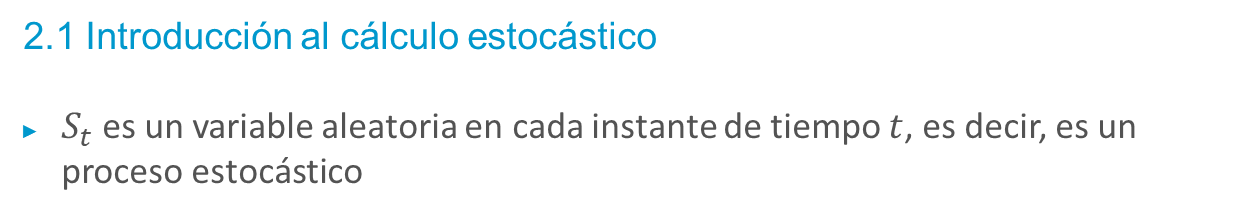 2.1 Introducción al cálculo estocástico
▸ S_t es un variable aleatoria en cada instante de tiempo t, es decir, es un
proceso estocástico